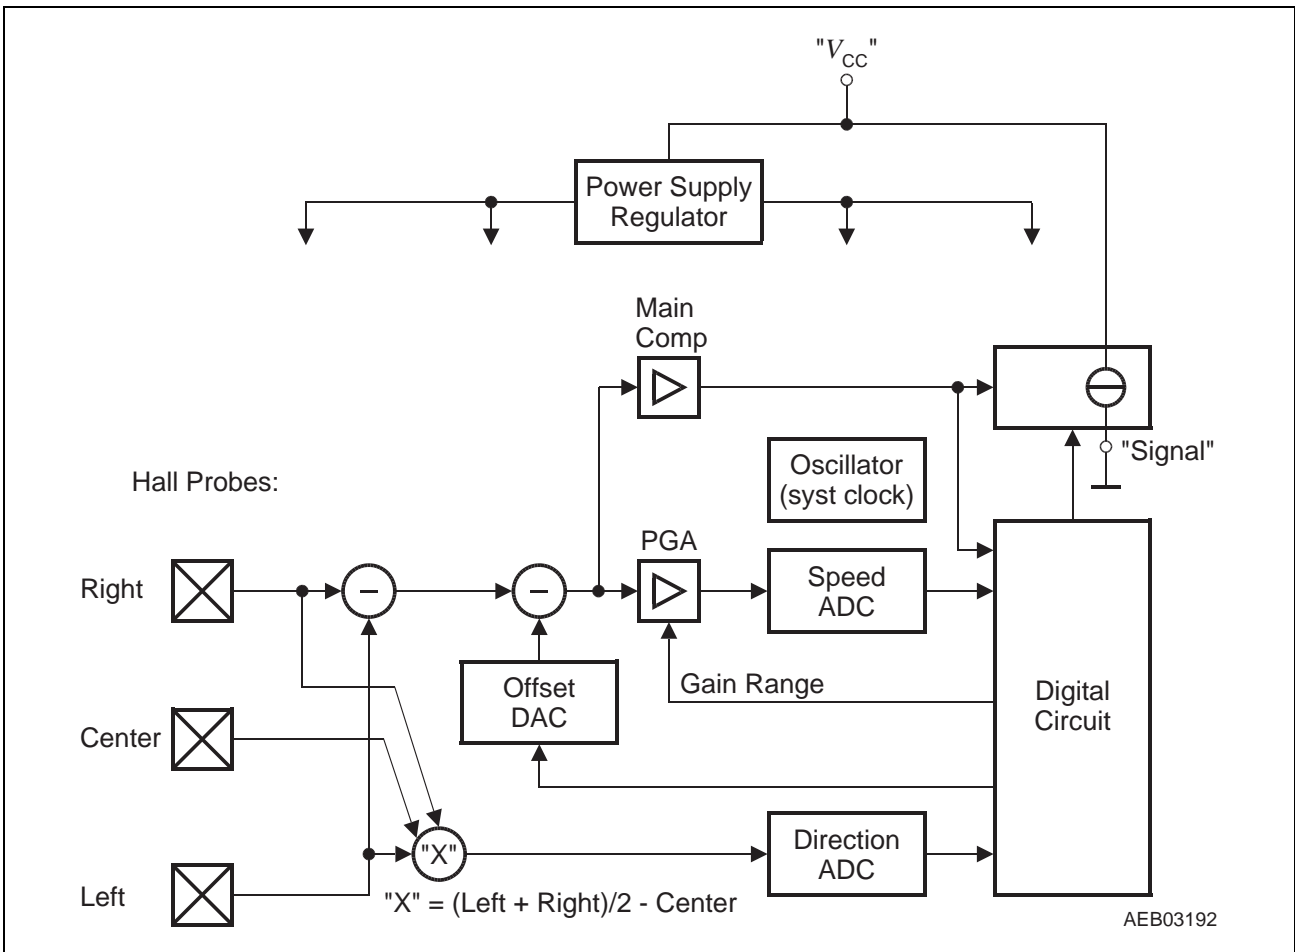 "VCC"
Power Supply
Regulator
Main
Comp
"Signal"
Oscillator
(syst clock)
Hall Probes:
PGA
Right
–
–
Speed
ADC
Offset
DAC
Gain Range
Digital
Circuit
Center
"X"
Direction
ADC
Left
"X" = (Left + Right)/2 - Center
AEB03192